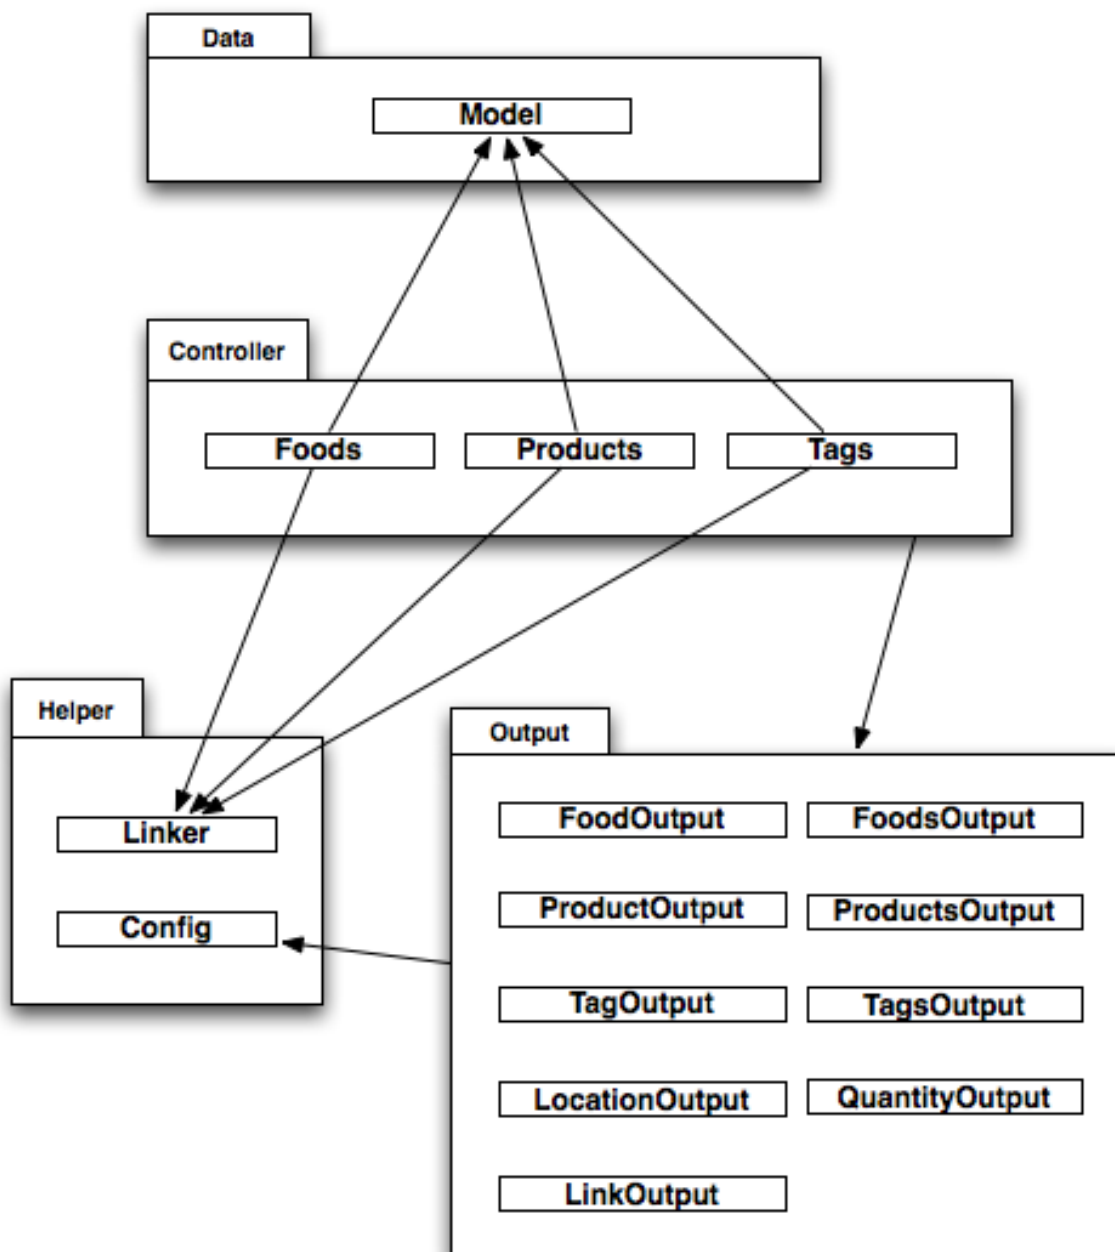 Data
Model
Controller
Foods
Products
Tags
Helper
Linker
Config
Output
FoodOutput
FoodsOutput
ProductOutput
ProductsOutput
TagOutput
TagsOutput
LocationOutput
QuantityOutput
LinkOutput